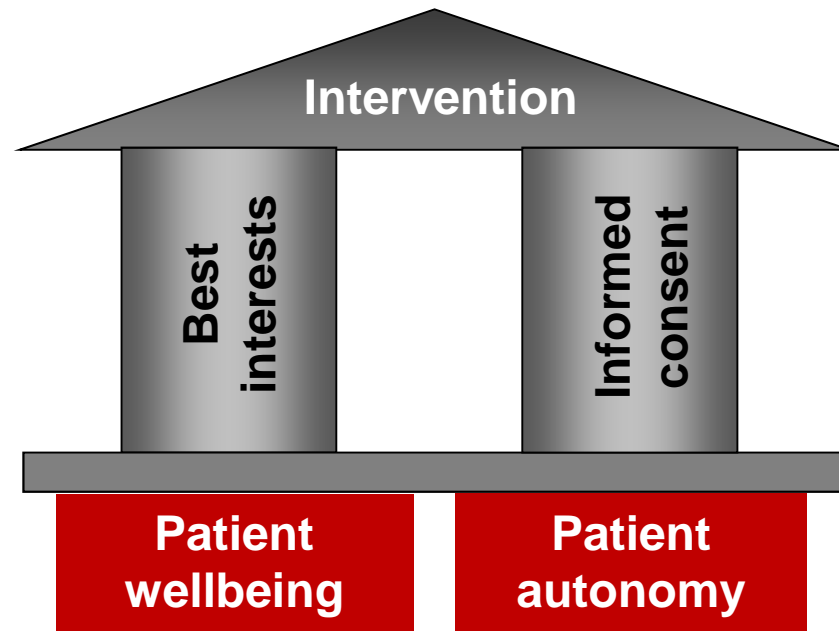 Intervention
Best
interests
Informed
consent
Patient
wellbeing
Patient
autonomy